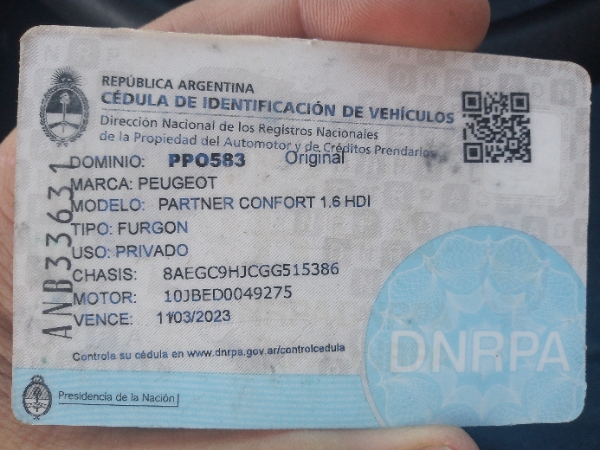 REPÚBLICA ARGENTINA
CÉDULA DE IDENTIFICACIÓN DE VEHÍCULOS
Dirección Nacional de los Registros Nacionales
de la Propiedad del Automotor y de Créditos Prendarios
DOMINIO: PPO583 Original
MARCA: PEUGEOT
MODELO: PARTNER CONFORT 1.6 HDI
TIPO: FURGON
USO: PRIVADO
CHASIS: 8AEGC9HJCGG515386
MOTOR: 10JBED0049275
VENCE: 11/03/2023
ANB33631
Controle su cédula en www.dnrpa.gov.ar/controlcedula
DNRPA
Presidencia de la Nación